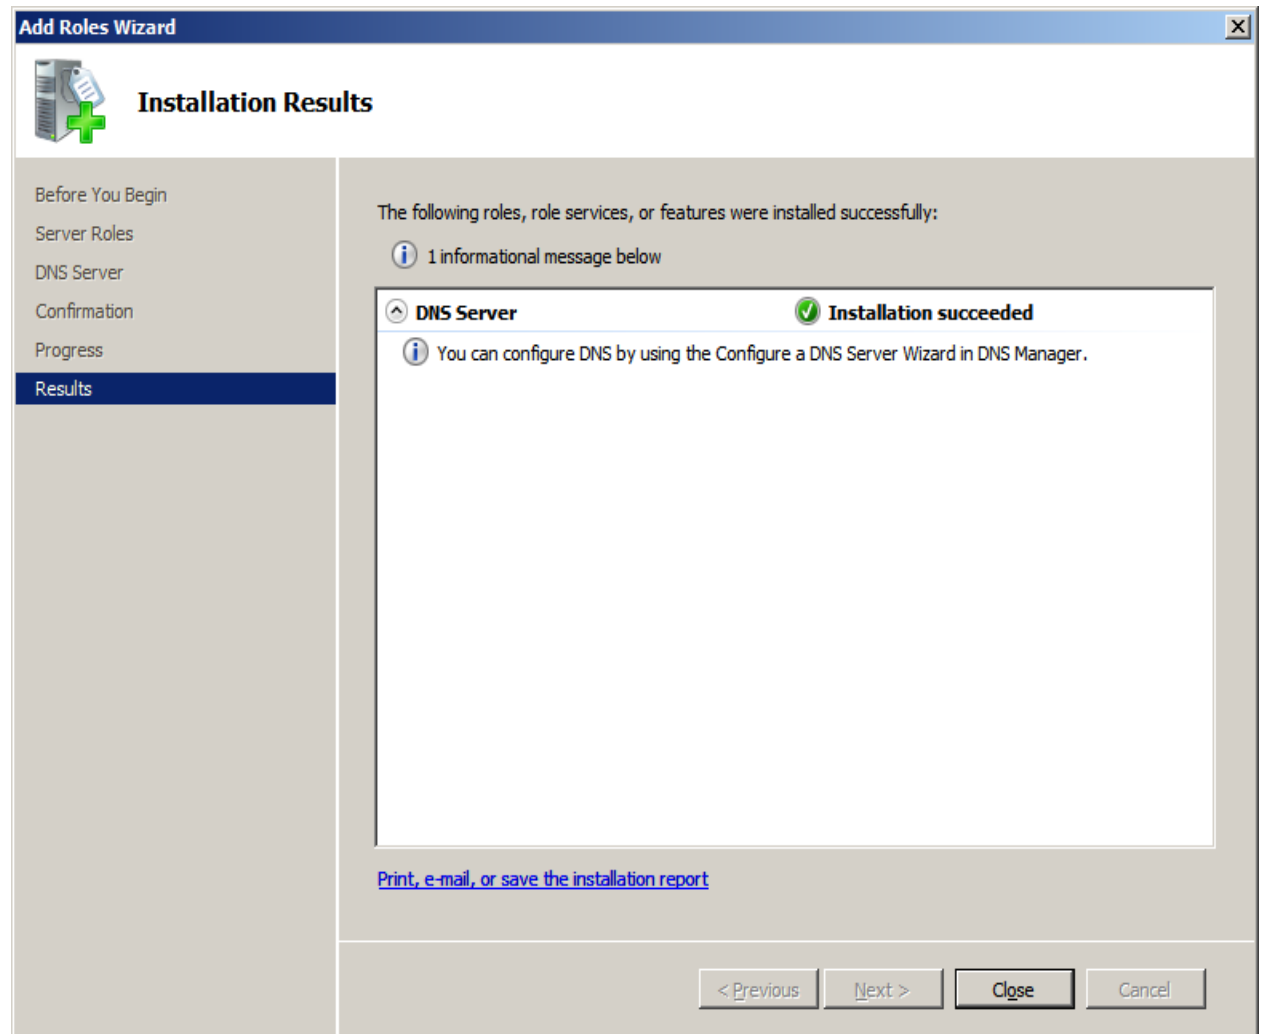 Add Roles Wizard
Installation Results
Before You Begin
Server Roles
DNS Server
Confirmation
Progress
Results
The following roles, role services, or features were installed successfully:
1 informational message below
DNS Server Installation succeeded
You can configure DNS by using the Configure a DNS Server Wizard in DNS Manager.
Print, e-mail, or save the installation report
< Previous Next > Close Cancel